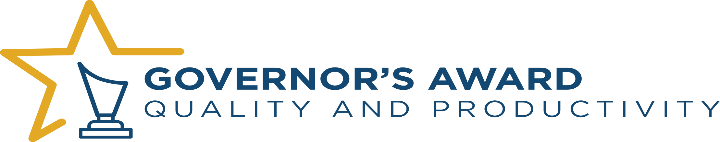 GOVERNOR'S AWARD
QUALITY AND PRODUCTIVITY